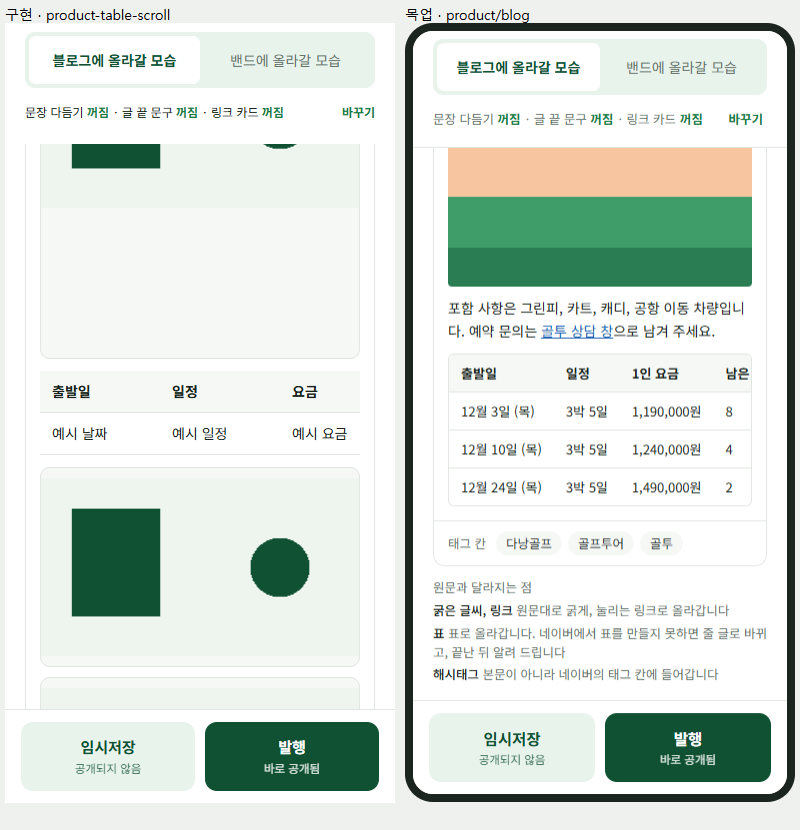 구현 · product-table-scroll
블로그에 올라갈 모습
밴드에 올라갈 모습
문장 다듬기 꺼짐 · 글 끝 문구 꺼짐 · 링크 카드 꺼짐
바꾸기
출발일 일정 요금
예시 날짜 예시 일정 예시 요금
임시저장
공개되지 않음
발행
바로 공개됨
목업 · product/blog
블로그에 올라갈 모습
밴드에 올라갈 모습
문장 다듬기 꺼짐 · 글 끝 문구 꺼짐 · 링크 카드 꺼짐
바꾸기
포함 사항은 그린피, 카트, 캐디, 공항 이동 차량입니
다. 예약 문의는 골투 상담 창으로 남겨 주세요.
출발일 일정 1인 요금 남은
12월 3일 (목) 3박 5일 1,190,000원 8
12월 10일 (목) 3박 5일 1,240,000원 4
12월 24일 (목) 3박 5일 1,490,000원 2
태그 칸 다낭골프 골프투어 골투
원문과 달라지는 점
굵은 글씨, 링크 원문대로 굵게, 눌리는 링크로 올라갑니다
표 표로 올라갑니다. 네이버에서 표를 만들지 못하면 줄 글로 바뀌
고, 끝난 뒤 알려 드립니다
해시태그 본문이 아니라 네이버의 태그 칸에 들어갑니다
임시저장
공개되지 않음
발행
바로 공개됨